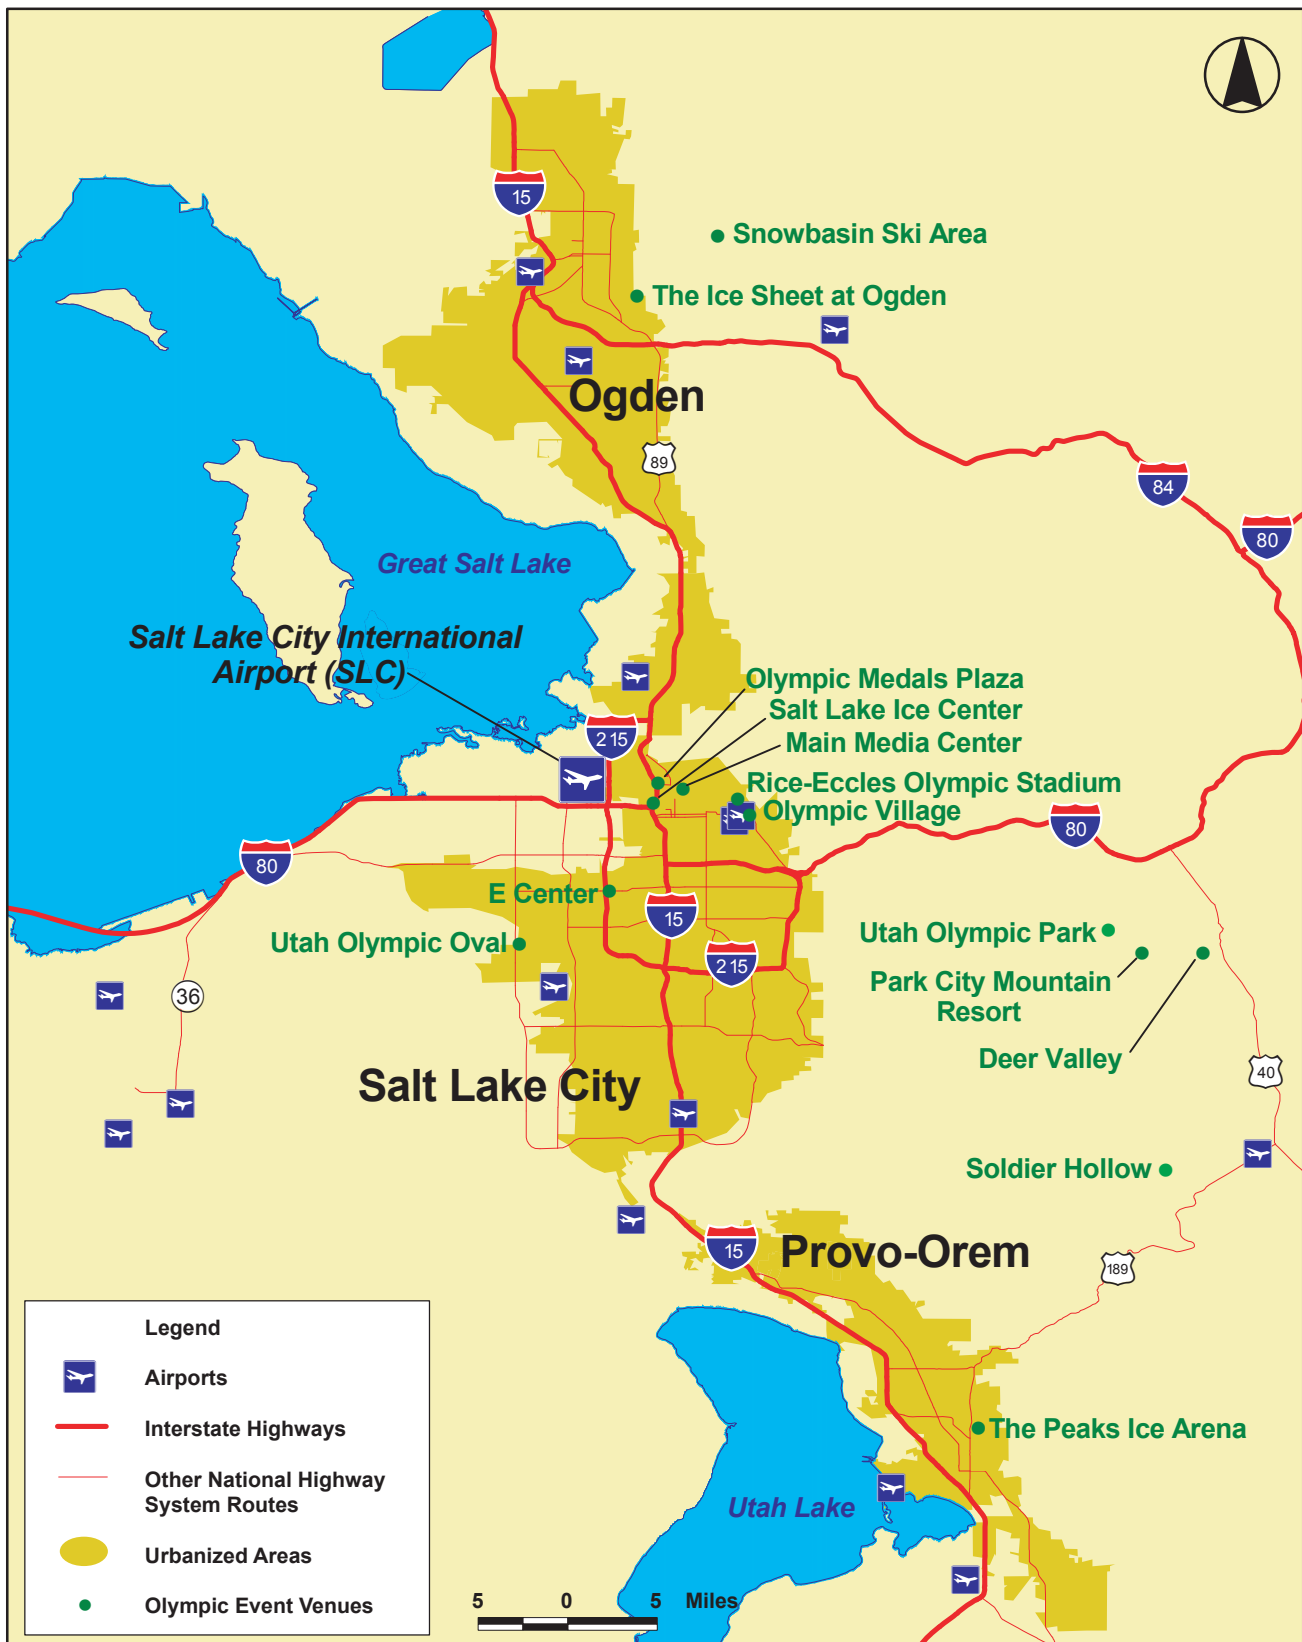 15
Snowbasin Ski Area
The Ice Sheet at Ogden
Ogden
89
84
80
Great Salt Lake
Salt Lake City International
Airport (SLC)
Olympic Medals Plaza
Salt Lake Ice Center
215
Main Media Center
Rice-Eccles Olympic Stadium
Olympic Village
80
80
E Center
15
Utah Olympic Oval
Utah Olympic Park
215
Park City Mountain
Resort
36
Deer Valley
40
Salt Lake City
Soldier Hollow
15
Provo-Orem
189
The Peaks Ice Arena
Utah Lake
Legend
Airports
Interstate Highways
Other National Highway
System Routes
Urbanized Areas
Olympic Event Venues
5 0 5 Miles